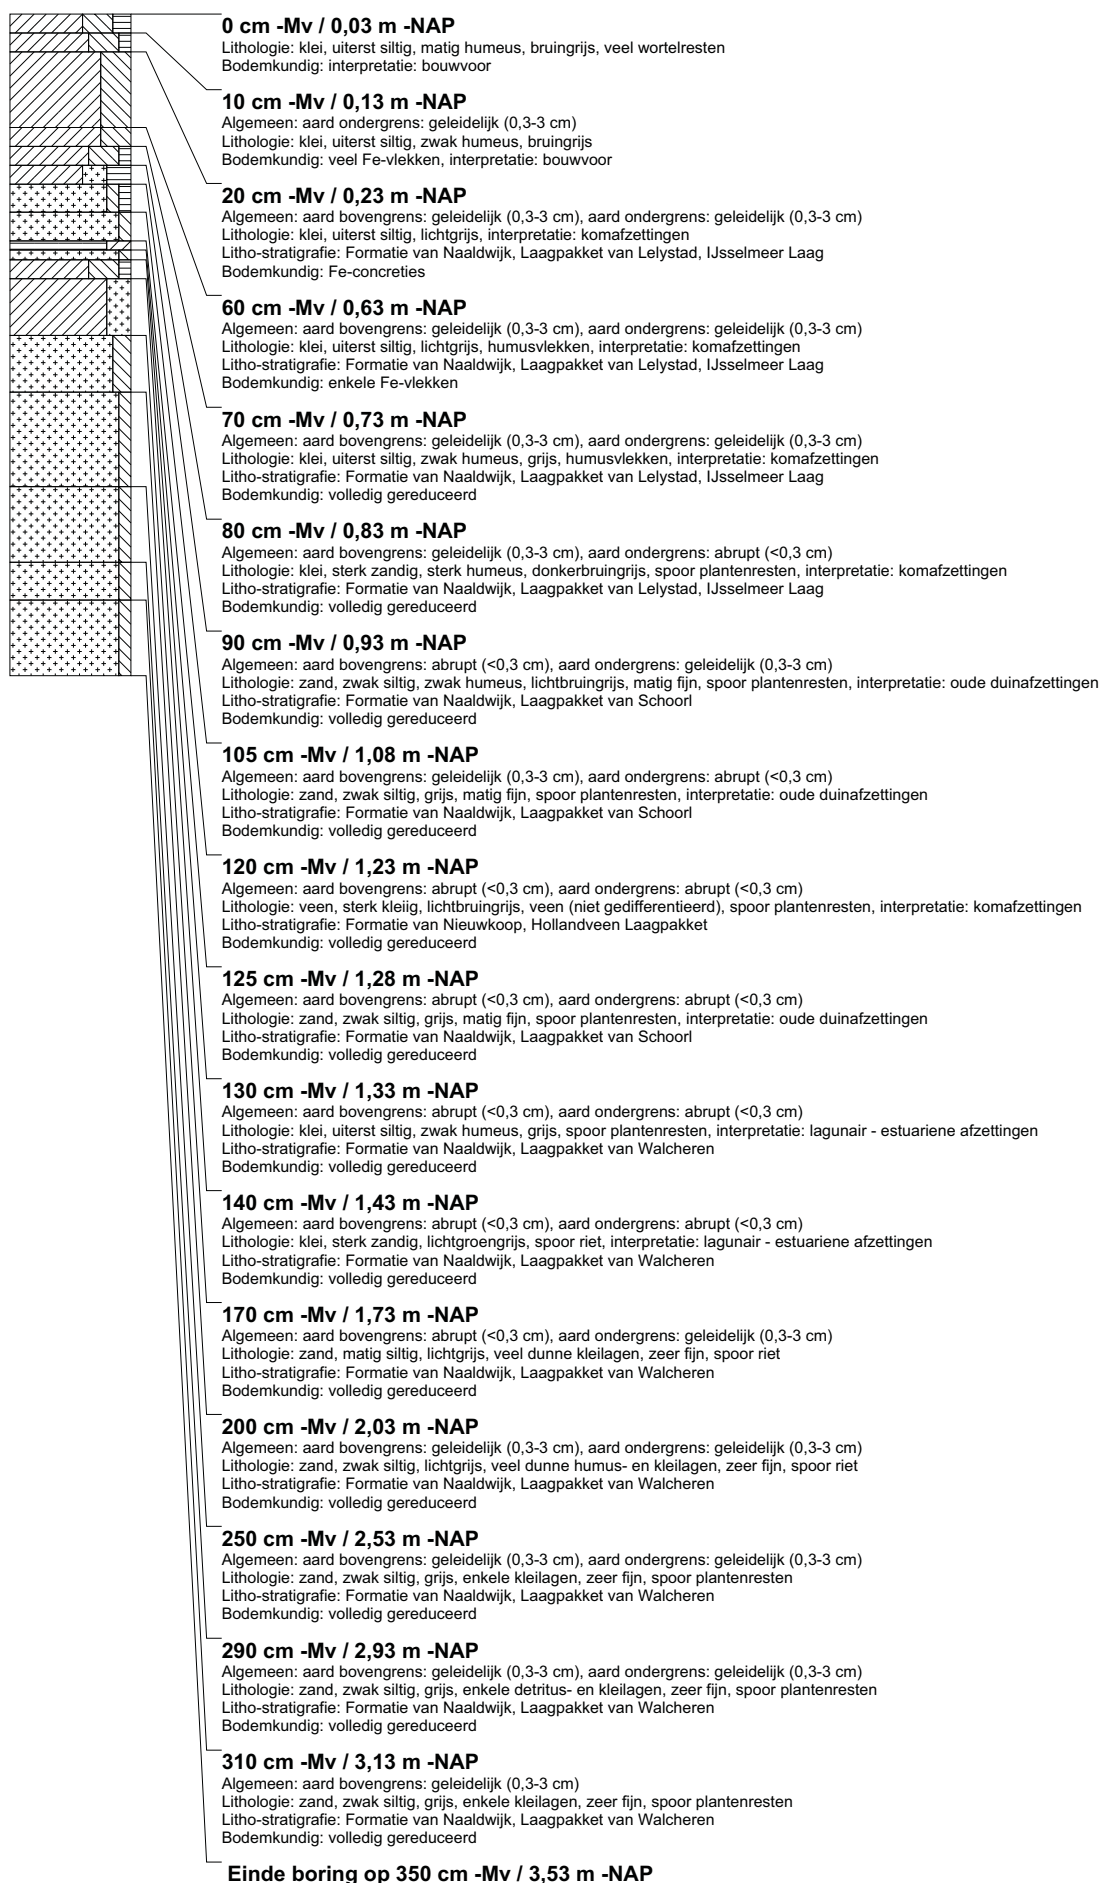 0 cm -Mv / 0,03 m -NAP
Lithologie: klei, uiterst siltig, matig humeus, bruingrijs, veel wortelresten
Bodemkundig: interpretatie: bouwvoor
10 cm -Mv / 0,13 m -NAP
Algemeen: aard ondergrens: geleidelijk (0,3-3 cm)
Lithologie: klei, uiterst siltig, zwak humeus, bruingrijs
Bodemkundig: veel Fe-vlekken, interpretatie: bouwvoor
20 cm -Mv / 0,23 m -NAP
Algemeen: aard bovengrens: geleidelijk (0,3-3 cm), aard ondergrens: geleidelijk (0,3-3 cm)
Lithologie: klei, uiterst siltig, lichtgrijs, interpretatie: komafzettingen
Litho-stratigrafie: Formatie van Naaldwijk, Laagpakket van Lelystad, IJsselmeer Laag
Bodemkundig: Fe-concreties
60 cm -Mv / 0,63 m -NAP
Algemeen: aard bovengrens: geleidelijk (0,3-3 cm), aard ondergrens: geleidelijk (0,3-3 cm)
Lithologie: klei, uiterst siltig, lichtgrijs, humusvlekken, interpretatie: komafzettingen
Litho-stratigrafie: Formatie van Naaldwijk, Laagpakket van Lelystad, IJsselmeer Laag
Bodemkundig: enkele Fe-vlekken
70 cm -Mv / 0,73 m -NAP
Algemeen: aard bovengrens: geleidelijk (0,3-3 cm), aard ondergrens: geleidelijk (0,3-3 cm)
Lithologie: klei, uiterst siltig, zwak humeus, grijs, humusvlekken, interpretatie: komafzettingen
Litho-stratigrafie: Formatie van Naaldwijk, Laagpakket van Lelystad, IJsselmeer Laag
Bodemkundig: volledig gereduceerd
80 cm -Mv / 0,83 m -NAP
Algemeen: aard bovengrens: geleidelijk (0,3-3 cm), aard ondergrens: abrupt (<0,3 cm)
Lithologie: klei, sterk zandig, sterk humeus, donkerbruingrijs, spoor plantenresten, interpretatie: komafzettingen
Litho-stratigrafie: Formatie van Naaldwijk, Laagpakket van Lelystad, IJsselmeer Laag
Bodemkundig: volledig gereduceerd
90 cm -Mv / 0,93 m -NAP
Algemeen: aard bovengrens: abrupt (<0,3 cm), aard ondergrens: geleidelijk (0,3-3 cm)
Lithologie: zand, zwak siltig, zwak humeus, lichtbruingrijs, matig fijn, spoor plantenresten, interpretatie: oude duinafzettingen
Litho-stratigrafie: Formatie van Naaldwijk, Laagpakket van Schoorl
Bodemkundig: volledig gereduceerd
105 cm -Mv / 1,08 m -NAP
Algemeen: aard bovengrens: geleidelijk (0,3-3 cm), aard ondergrens: abrupt (<0,3 cm)
Lithologie: zand, zwak siltig, grijs, matig fijn, spoor plantenresten, interpretatie: oude duinafzettingen
Litho-stratigrafie: Formatie van Naaldwijk, Laagpakket van Schoorl
Bodemkundig: volledig gereduceerd
120 cm -Mv / 1,23 m -NAP
Algemeen: aard bovengrens: abrupt (<0,3 cm), aard ondergrens: abrupt (<0,3 cm)
Lithologie: veen, sterk kleiig, lichtbruingrijs, veen (niet gedifferentieerd), spoor plantenresten, interpretatie: komafzettingen
Litho-stratigrafie: Formatie van Nieuwkoop, Hollandveen Laagpakket
Bodemkundig: volledig gereduceerd
125 cm -Mv / 1,28 m -NAP
Algemeen: aard bovengrens: abrupt (<0,3 cm), aard ondergrens: abrupt (<0,3 cm)
Lithologie: zand, zwak siltig, grijs, matig fijn, spoor plantenresten, interpretatie: oude duinafzettingen
Litho-stratigrafie: Formatie van Naaldwijk, Laagpakket van Schoorl
Bodemkundig: volledig gereduceerd
130 cm -Mv / 1,33 m -NAP
Algemeen: aard bovengrens: abrupt (<0,3 cm), aard ondergrens: abrupt (<0,3 cm)
Lithologie: klei, uiterst siltig, zwak humeus, grijs, spoor plantenresten, interpretatie: lagunair - estuariene afzettingen
Litho-stratigrafie: Formatie van Naaldwijk, Laagpakket van Walcheren
Bodemkundig: volledig gereduceerd
140 cm -Mv / 1,43 m -NAP
Algemeen: aard bovengrens: abrupt (<0,3 cm), aard ondergrens: abrupt (<0,3 cm)
Lithologie: klei, sterk zandig, lichtgroengrijs, spoor riet, interpretatie: lagunair - estuariene afzettingen
Litho-stratigrafie: Formatie van Naaldwijk, Laagpakket van Walcheren
Bodemkundig: volledig gereduceerd
170 cm -Mv / 1,73 m -NAP
Algemeen: aard bovengrens: abrupt (<0,3 cm), aard ondergrens: geleidelijk (0,3-3 cm)
Lithologie: zand, matig siltig, lichtgrijs, veel dunne kleilagen, zeer fijn, spoor riet
Litho-stratigrafie: Formatie van Naaldwijk, Laagpakket van Walcheren
Bodemkundig: volledig gereduceerd
200 cm -Mv / 2,03 m -NAP
Algemeen: aard bovengrens: geleidelijk (0,3-3 cm), aard ondergrens: geleidelijk (0,3-3 cm)
Lithologie: zand, zwak siltig, lichtgrijs, veel dunne humus- en kleilagen, zeer fijn, spoor riet
Litho-stratigrafie: Formatie van Naaldwijk, Laagpakket van Walcheren
Bodemkundig: volledig gereduceerd
250 cm -Mv / 2,53 m -NAP
Algemeen: aard bovengrens: geleidelijk (0,3-3 cm), aard ondergrens: geleidelijk (0,3-3 cm)
Lithologie: zand, zwak siltig, grijs, enkele kleilagen, zeer fijn, spoor plantenresten
Litho-stratigrafie: Formatie van Naaldwijk, Laagpakket van Walcheren
Bodemkundig: volledig gereduceerd
290 cm -Mv / 2,93 m -NAP
Algemeen: aard bovengrens: geleidelijk (0,3-3 cm), aard ondergrens: geleidelijk (0,3-3 cm)
Lithologie: zand, zwak siltig, grijs, enkele detritus- en kleilagen, zeer fijn, spoor plantenresten
Litho-stratigrafie: Formatie van Naaldwijk, Laagpakket van Walcheren
Bodemkundig: volledig gereduceerd
310 cm -Mv / 3,13 m -NAP
Algemeen: aard bovengrens: geleidelijk (0,3-3 cm)
Lithologie: zand, zwak siltig, grijs, enkele kleilagen, zeer fijn, spoor plantenresten
Litho-stratigrafie: Formatie van Naaldwijk, Laagpakket van Walcheren
Bodemkundig: volledig gereduceerd
Einde boring op 350 cm -Mv / 3,53 m -NAP